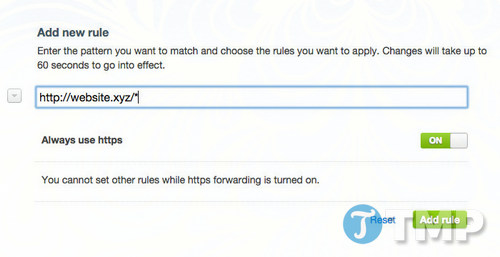 Add new rule
Enter the pattern you want to match and choose the rules you want to apply. Changes will take up to
60 seconds to go into effect.
http://website.xyz/*
Always use https
ON
You cannot set other rules while https forwarding is turned on.
Reset
Add rule
TMP